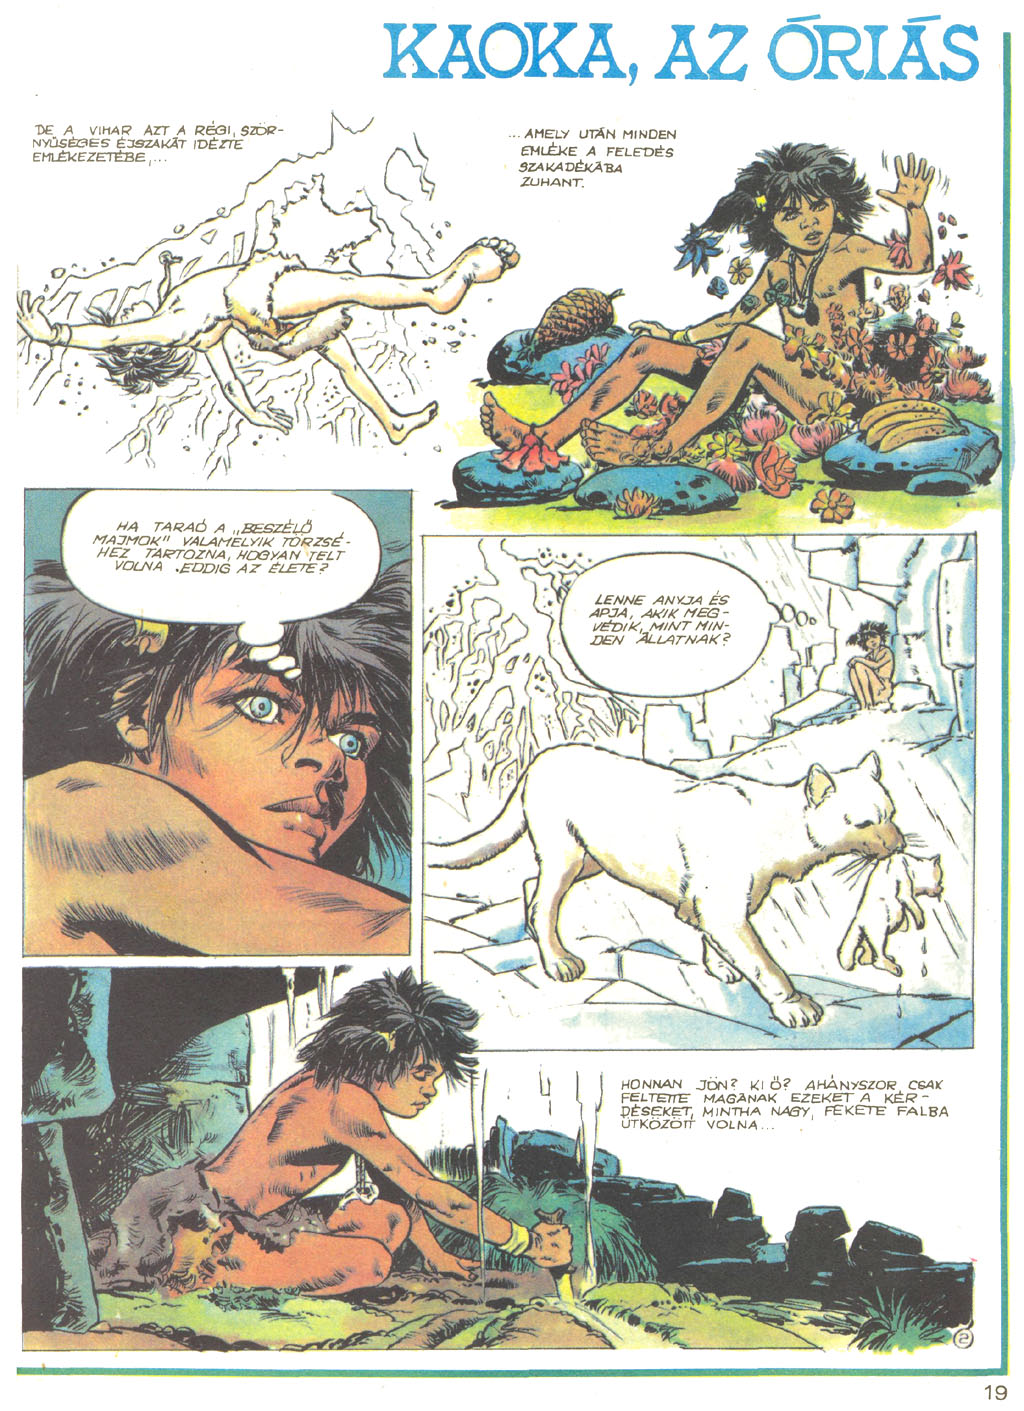 KAOKA, AZ ÓRIÁS
DE A VIHAR AZT A RÉGI, SZÖR-
NYŰSÉGES ÉJSZAKÁT IDÉZTE
EMLÉKEZETÉBE,...
... AMELY UTÁN MINDEN
EMLÉKE A FELEDÉS
SZAKADÉKÁBA
ZUHANT.
HA TARAÓ A „BESZÉLŐ
MAJMOK" VALAMELYIK TÖRZSÉ-
HEZ TARTOZNA, HOGYAN TELT
VOLNA EDDIG AZ ÉLETE?
LENNE ANYJA ÉS
APJA, AKIK MEG-
VÉDIK, MINT MIN-
DEN ÁLLATNAK?
HONNAN JÖN? KI Ő? AHÁNYSZOR CSAK
FELTETTE MAGÁNAK EZEKET A KÉR-
DÉSEKET, MINTHA NAGY, FEKETE FALBA
ÜTKÖZÖTT VOLNA...
2
19